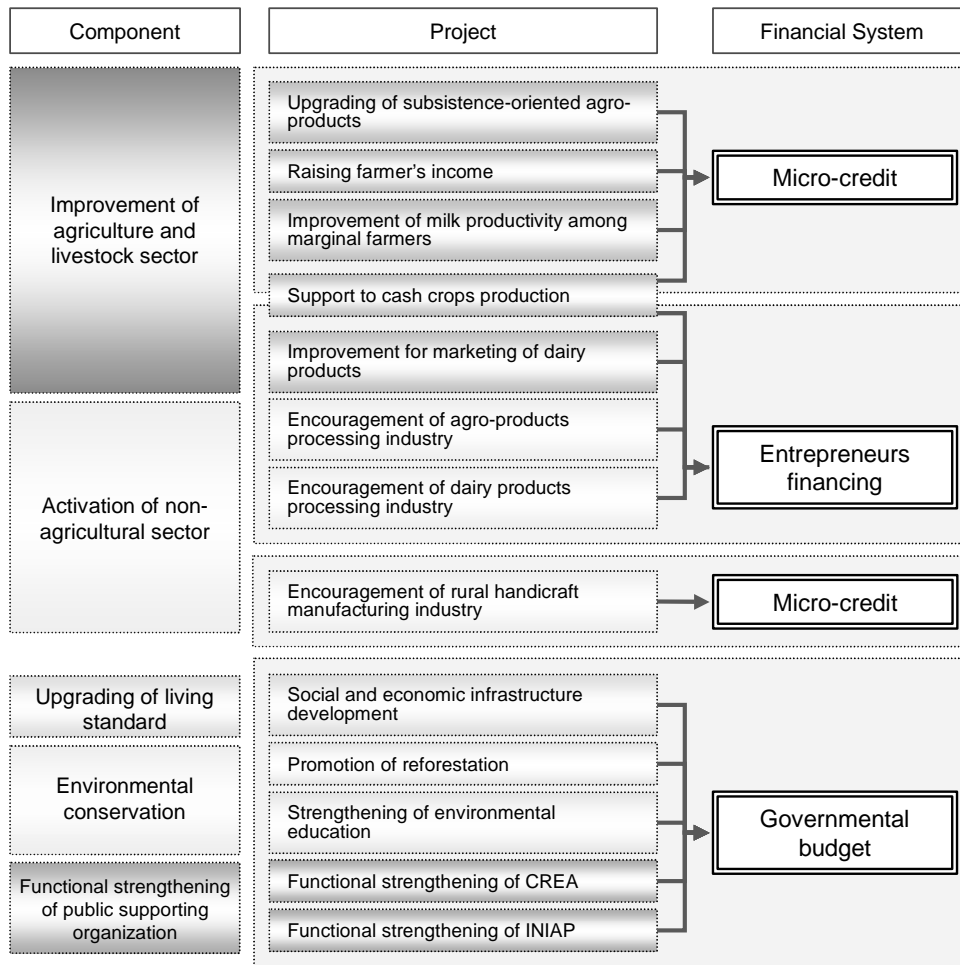 Component
Project
Financial System
Improvement of
agriculture and
livestock sector
Upgrading of subsistence-oriented agro-
products
Raising farmer's income
Improvement of milk productivity among
marginal farmers
Support to cash crops production
Micro-credit
Improvement for marketing of dairy
products
Activation of non-
agricultural sector
Encouragement of agro-products
processing industry
Encouragement of dairy products
processing industry
Entrepreneurs
financing
Encouragement of rural handicraft
manufacturing industry
Micro-credit
Upgrading of living
standard
Social and economic infrastructure
development
Environmental
conservation
Promotion of reforestation
Strengthening of environmental
education
Governmental
budget
Functional strengthening
of public supporting
organization
Functional strengthening of CREA
Functional strengthening of INIAP